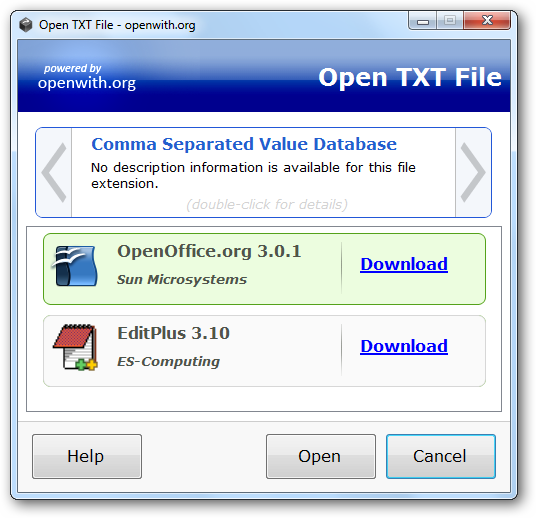 Open TXT File - openwith.org
powered by
openwith.org
Open TXT File
Comma Separated Value Database
No description information is available for this file
extension.
(double-click for details)
OpenOffice.org 3.0.1
Sun Microsystems
Download
EditPlus 3.10
ES-Computing
Download
Help
Open
Cancel